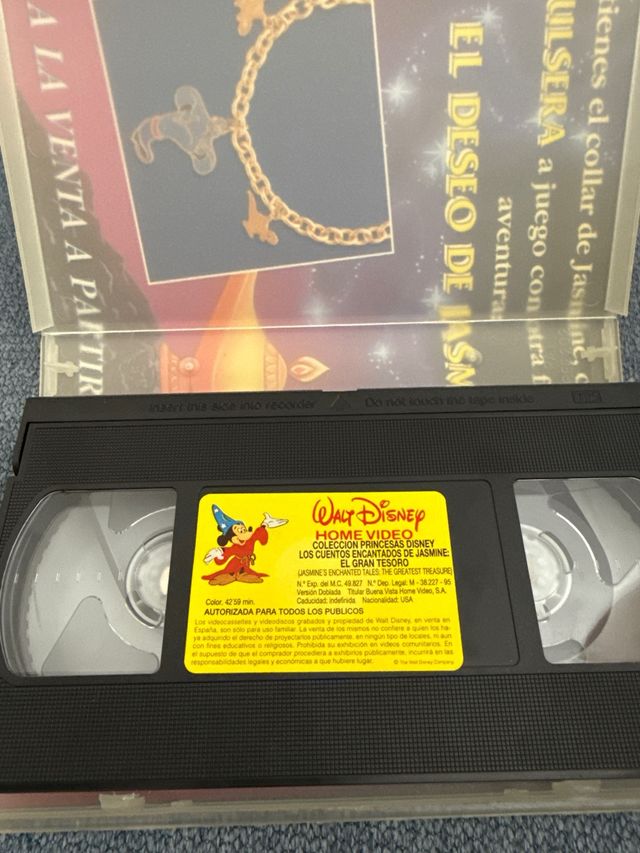 tienes el collar de Jasmine,
PULSERA a juego con otra
aventura
EL DESEO DE JASM
A LA VENTA A PARTIR
Insert this side into recorder △ Do not touch the tape inside VHS
WALT DISNEY
HOME VIDEO
COLECCION PRINCESAS DISNEY
LOS CUENTOS ENCANTADOS DE JASMINE:
EL GRAN TESORO
(JASMINE'S ENCHANTED TALES: THE GREATEST TREASURE)
N.º Exp. del M.C. 49.827 N.º Dep. Legal: M - 38.227 - 95
Color. 42'59 min. Versión Doblada Titular Buena Vista Home Video, S.A.
Caducidad: indefinida. Nacionalidad: USA
AUTORIZADA PARA TODOS LOS PUBLICOS
Los videocassettes y videodiscos grabados y propiedad de Walt Disney, en venta en
España, son sólo para uso familiar. La venta de los mismos no confiere a quien los ha-
ya adquirido el derecho de proyectarlos públicamente, en ningún tipo de locales, ni aun
con fines educativos o religiosos. Prohibida su exhibición en vídeos comunitarios. En
el supuesto de que el comprador procediera a exhibirlos públicamente, incurrirá en las
responsabilidades legales y económicas a que hubiere lugar. © The Walt Disney Company